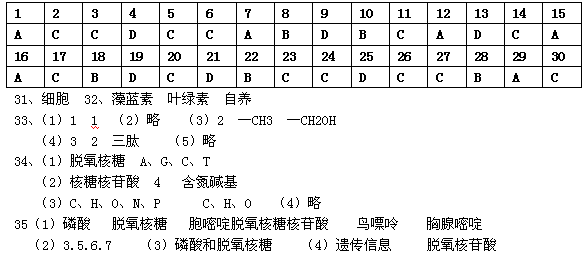 1 2 3 4 5 6 7 8 9 10 11 12 13 14 15
A C C D C C A B D B C A D C A
16 17 18 19 20 21 22 23 24 25 26 27 28 29 30
A C B D C D B C C D C C B A C
31、细胞 32、藻蓝素 叶绿素 自养
33、(1) 1 1 (2) 略 (3) 2 —CH3 —CH2OH
(4) 3 2 三肽 (5) 略
34、(1) 脱氧核糖 A、G、C、T
(2) 核糖核苷酸 4 含氮碱基
(3) C、H、O、N、P C、H、O (4) 略
35 (1) 磷酸 脱氧核糖 胞嘧啶脱氧核糖核苷酸 鸟嘌呤 胸腺嘧啶
(2) 3.5.6.7 (3) 磷酸和脱氧核糖 (4) 遗传信息 脱氧核苷酸